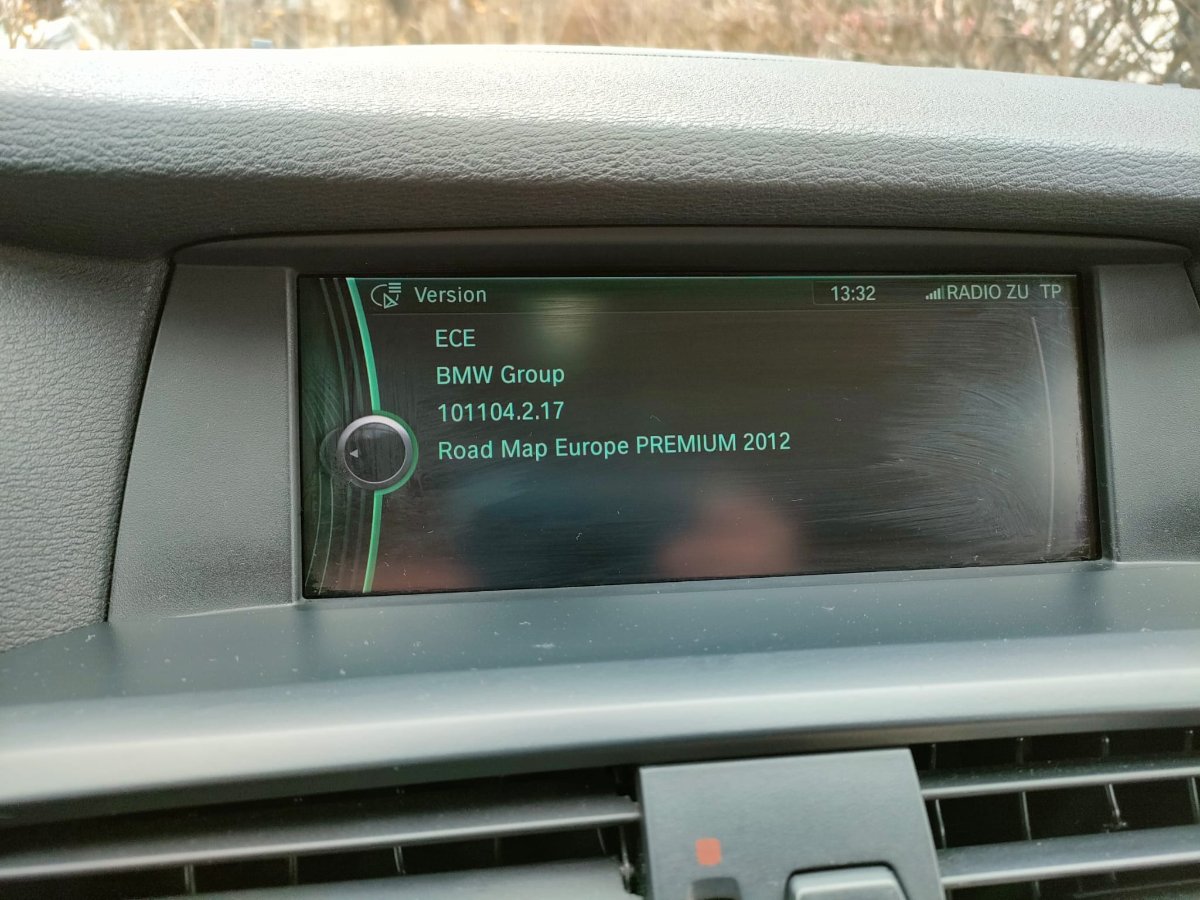 Version 13:32 RADIO ZU TP
ECE
BMW Group
101104.2.17
Road Map Europe PREMIUM 2012